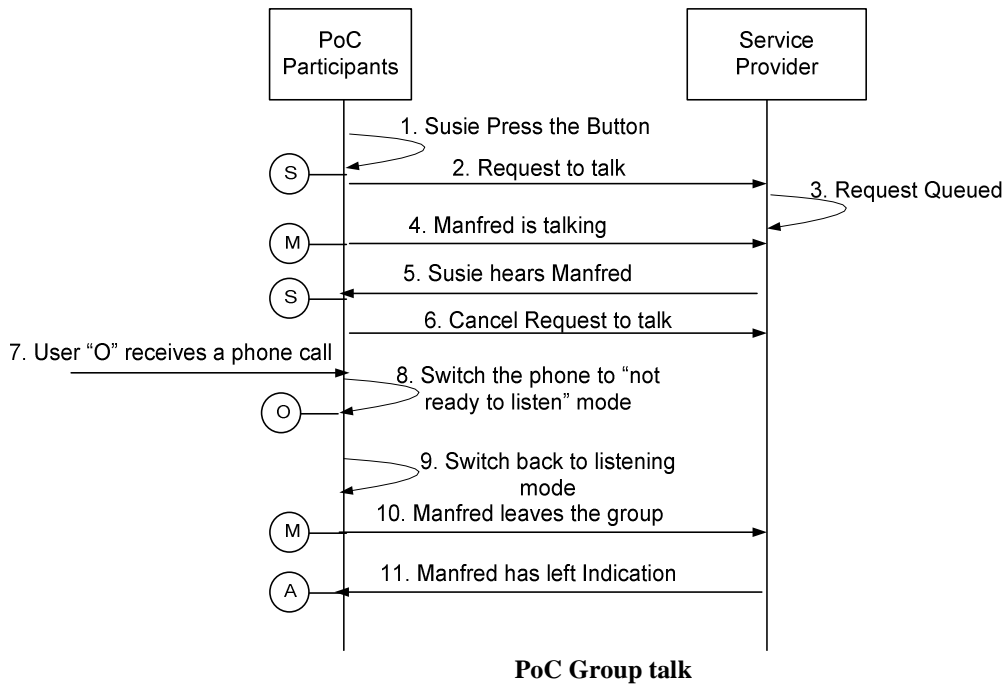 PoC
Participants
Service
Provider
1. Susie Press the Button
S
2. Request to talk
3. Request Queued
M
4. Manfred is talking
5. Susie hears Manfred
S
6. Cancel Request to talk
7. User “O” receives a phone call
8. Switch the phone to “not
ready to listen” mode
O
9. Switch back to listening
mode
10. Manfred leaves the group
M
11. Manfred has left Indication
A
PoC Group talk